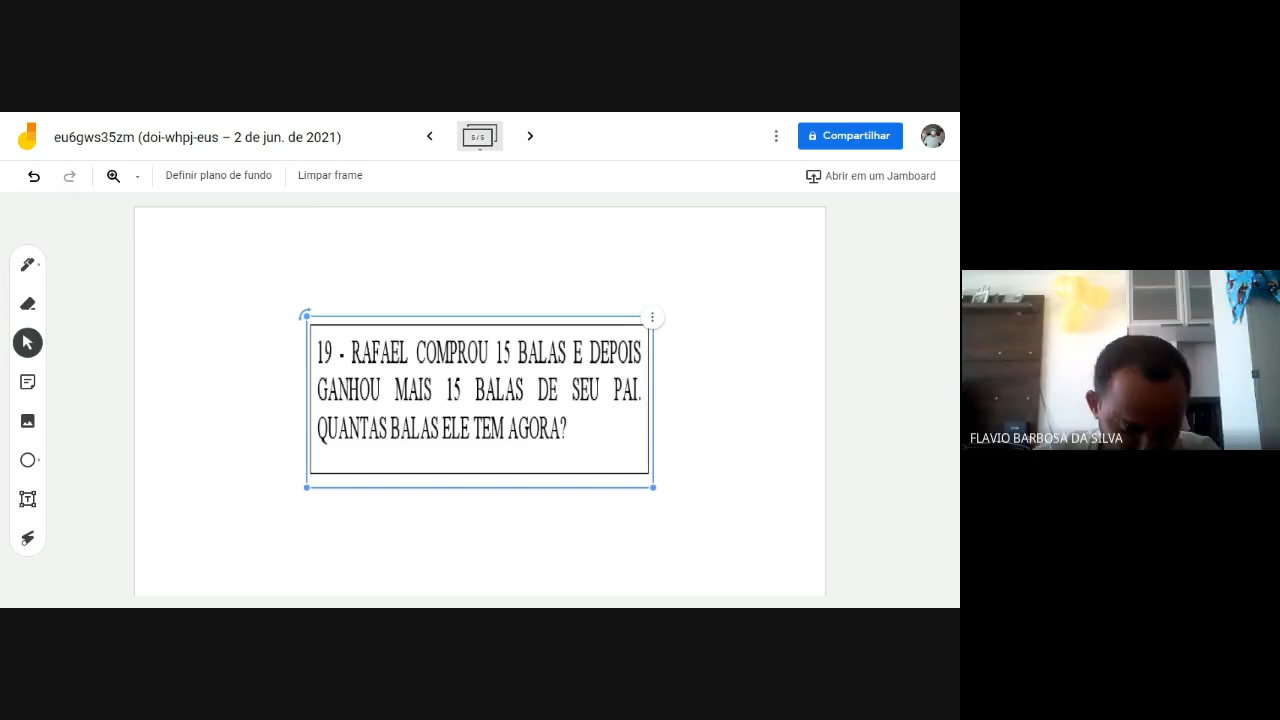 eu6gws35zm (doi-whpj-eus – 2 de jun. de 2021)
5 / 5
Compartilhar
Definir plano de fundo
Limpar frame
Abrir em um Jamboard
19 - RAFAEL COMPROU 15 BALAS E DEPOIS
GANHOU MAIS 15 BALAS DE SEU PAI.
QUANTAS BALAS ELE TEM AGORA?
FLAVIO BARBOSA DA SILVA